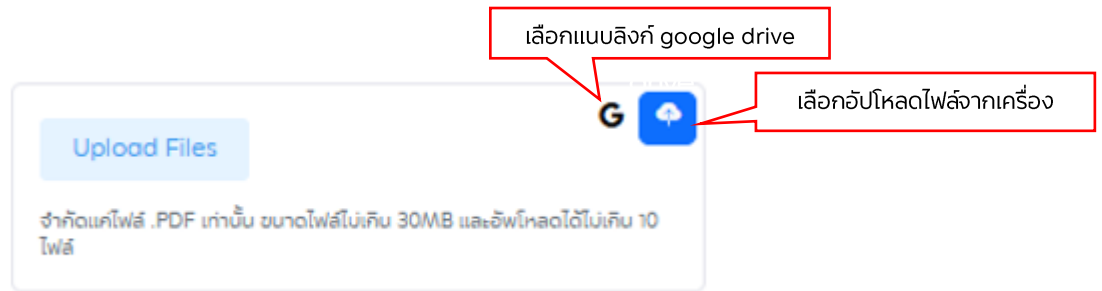 เลือกแนบลิงก์ google drive
เลือกอัปโหลดไฟล์จากเครื่อง
G
Upload Files
จำกัดแค่ไฟล์ .PDF เท่านั้น ขนาดไฟล์ไม่เกิน 30MB และอัพโหลดได้ไม่เกิน 10
ไฟล์